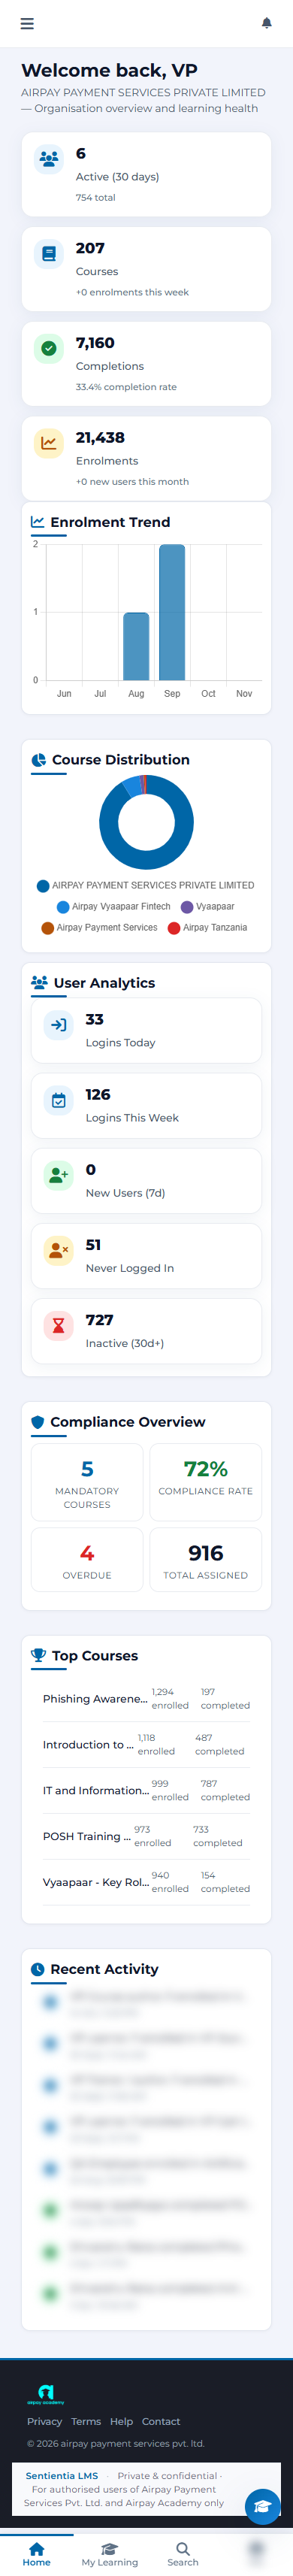 Welcome back, VP
AIRPAY PAYMENT SERVICES PRIVATE LIMITED
— Organisation overview and learning health
6
Active (30 days)
754 total
207
Courses
+0 enrolments this week
7,160
Completions
33.4% completion rate
21,438
Enrolments
+0 new users this month
Enrolment Trend
2
1
0
Jun Jul Aug Sep Oct Nov
Course Distribution
AIRPAY PAYMENT SERVICES PRIVATE LIMITED
Airpay Vyaapaar Fintech Vyaapaar
Airpay Payment Services Airpay Tanzania
User Analytics
33
Logins Today
126
Logins This Week
0
New Users (7d)
51
Never Logged In
727
Inactive (30d+)
Compliance Overview
5
MANDATORY
COURSES
72%
COMPLIANCE RATE
4
OVERDUE
916
TOTAL ASSIGNED
Top Courses
Phishing Awarene... 1,294 enrolled 197 completed
Introduction to ... 1,118 enrolled 487 completed
IT and Information... 999 enrolled 787 completed
POSH Training ... 973 enrolled 733 completed
Vyaapaar - Key Rol... 940 enrolled 154 completed
Recent Activity
airpay academy
Privacy Terms Help Contact
© 2026 airpay payment services pvt. ltd.
Sentientia LMS · Private & confidential ·
For authorised users of Airpay Payment
Services Pvt. Ltd. and Airpay Academy only
Home My Learning Search